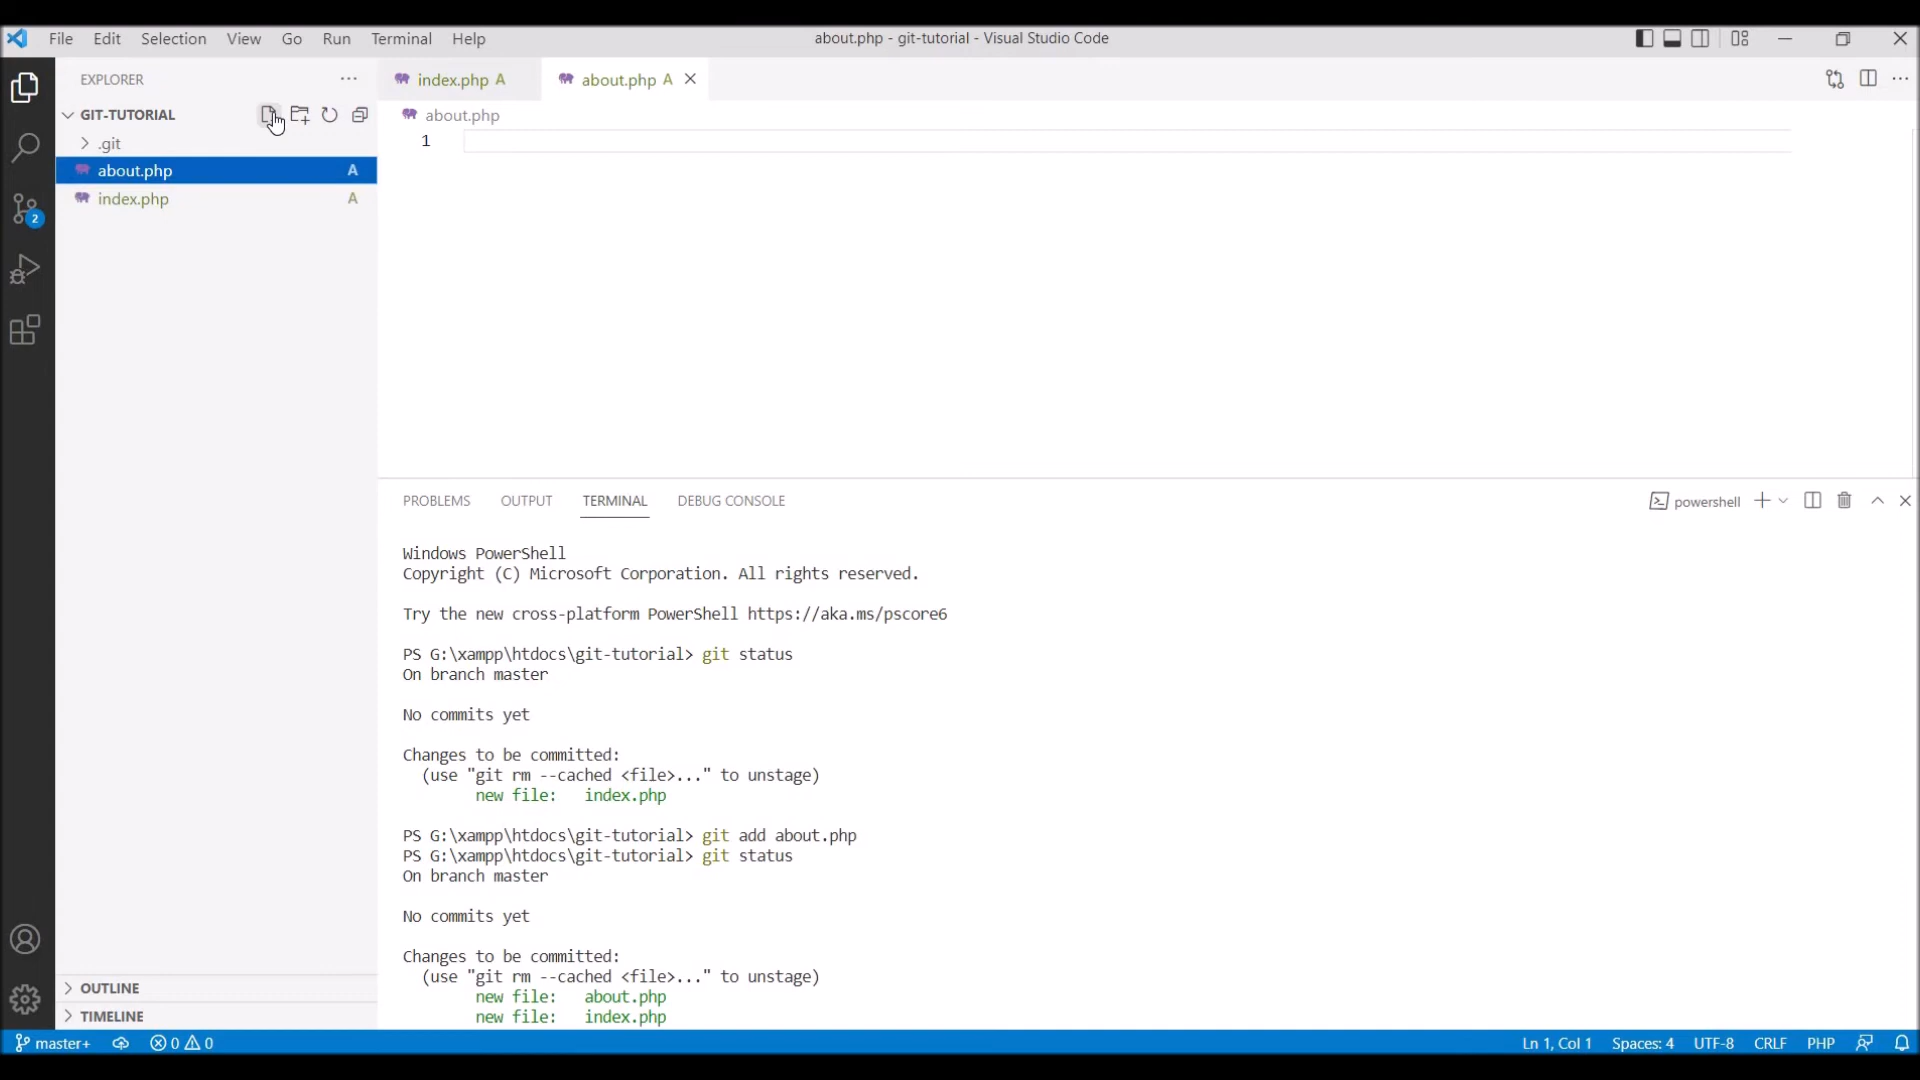 File Edit Selection View Go Run Terminal Help
about.php - git-tutorial - Visual Studio Code
EXPLORER
GIT-TUTORIAL
.git
about.php A
index.php A
2
index.php A
about.php A
about.php
1
PROBLEMS OUTPUT TERMINAL DEBUG CONSOLE
powershell
Windows PowerShell
Copyright (C) Microsoft Corporation. All rights reserved.
Try the new cross-platform PowerShell https://aka.ms/pscore6
PS G:\xampp\htdocs\git-tutorial> git status
On branch master
No commits yet
Changes to be committed:
(use "git rm --cached <file>..." to unstage)
new file:   index.php
PS G:\xampp\htdocs\git-tutorial> git add about.php
PS G:\xampp\htdocs\git-tutorial> git status
On branch master
No commits yet
Changes to be committed:
(use "git rm --cached <file>..." to unstage)
new file:   about.php
new file:   index.php
OUTLINE
TIMELINE
master+ 0 0 Ln 1, Col 1 Spaces: 4 UTF-8 CRLF PHP